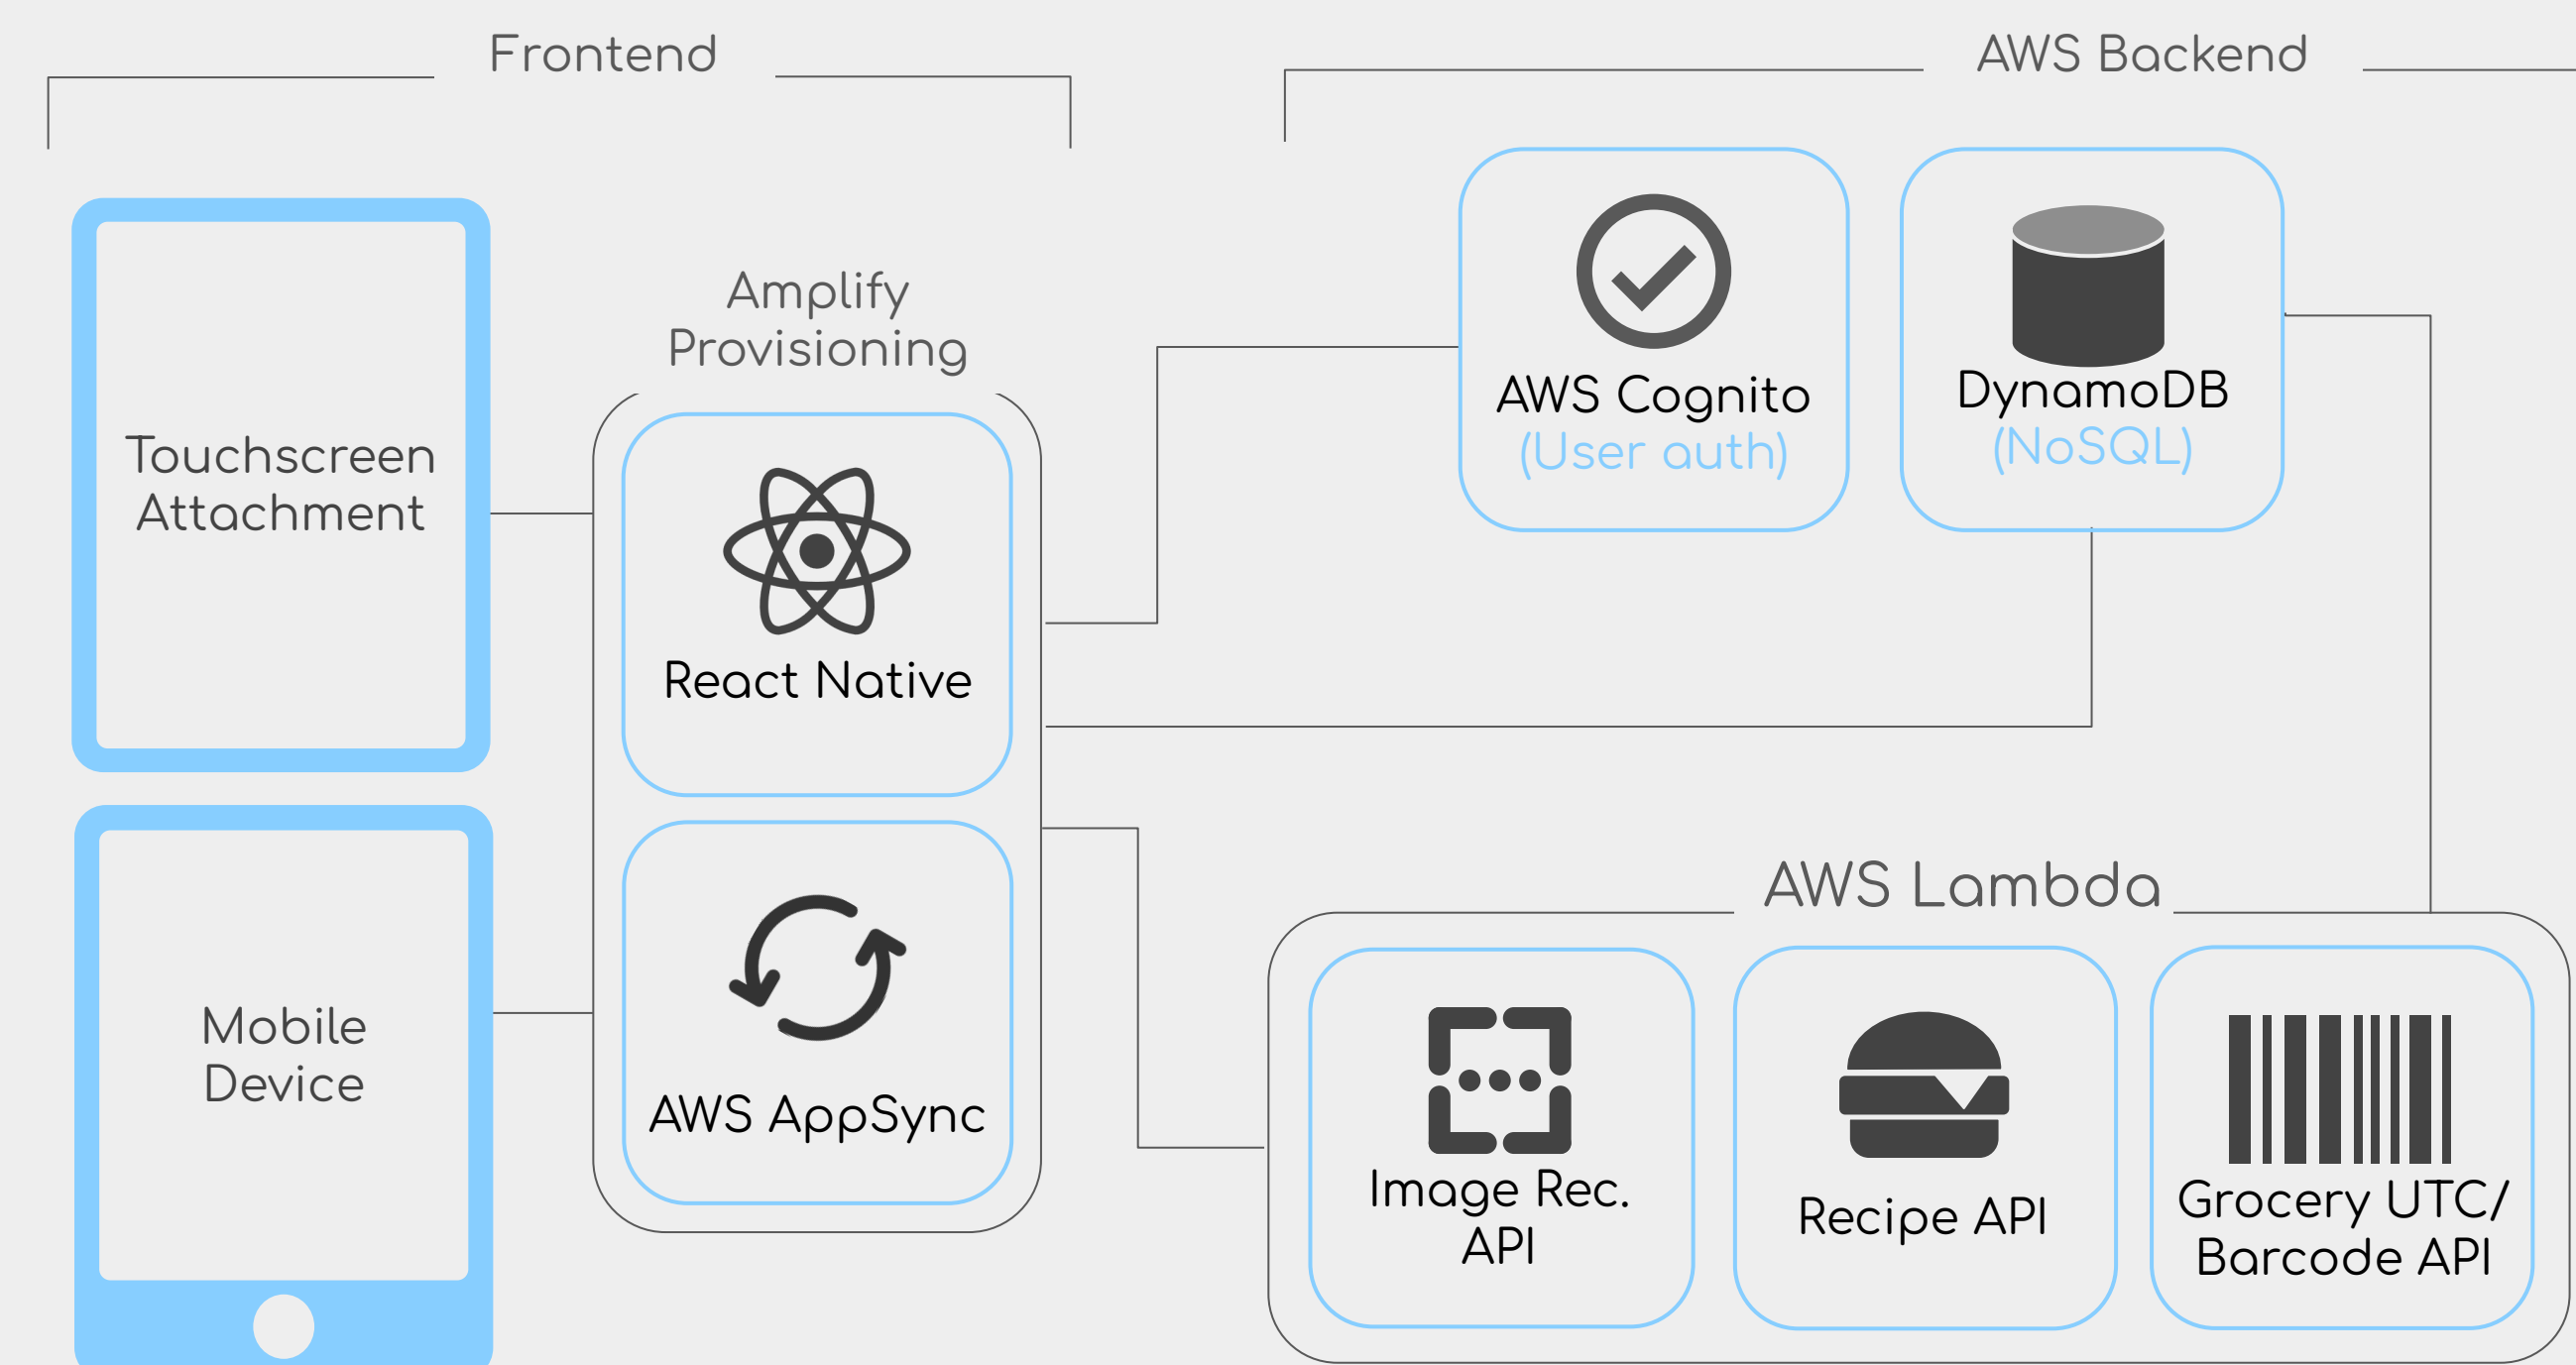 Frontend
AWS Backend
Touchscreen
Attachment
Mobile
Device
Amplify
Provisioning
React Native
AWS AppSync
AWS Cognito
(User auth)
DynamoDB
(NoSQL)
AWS Lambda
Image Rec.
API
Recipe API
Grocery UTC/
Barcode API